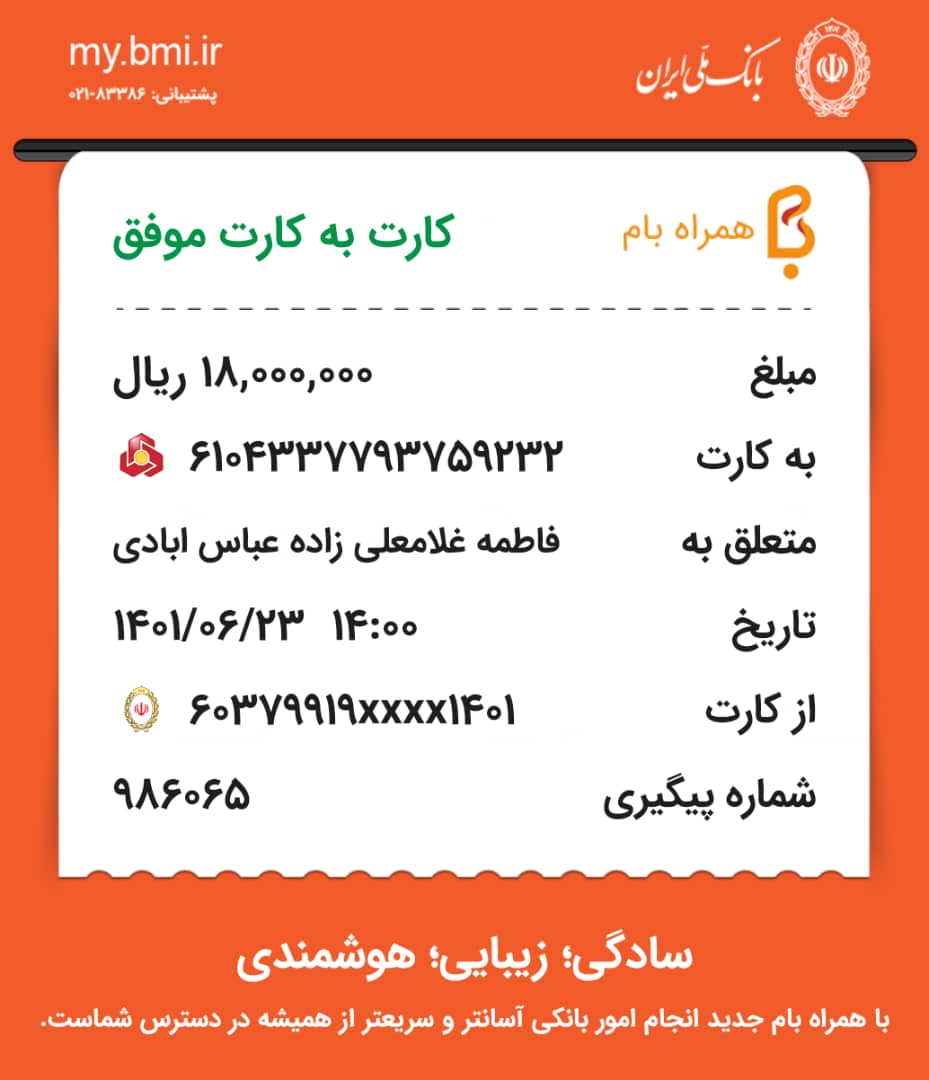 بانک ملّی ایران
my.bmi.ir
پشتیبانی: ۸۳۳۸۶-۰۲۱
همراه بام
کارت به کارت موفق
مبلغ ۱۸,۰۰۰,۰۰۰ ریال
به کارت ۶۱۰۴۳۳۷۷۹۳۷۵۹۲۳۲
متعلق به فاطمه غلامعلی زاده عباس ابادی
تاریخ ۱۴۰۱/۰۶/۲۳ ۱۴:۰۰
از کارت ۶۰۳۷۹۹۱۹xxxx۱۴۰۱
شماره پیگیری ۹۸۶۰۶۵
سادگی؛ زیبایی؛ هوشمندی
با همراه بام جدید انجام امور بانکی آسانتر و سریعتر از همیشه در دسترس شماست.